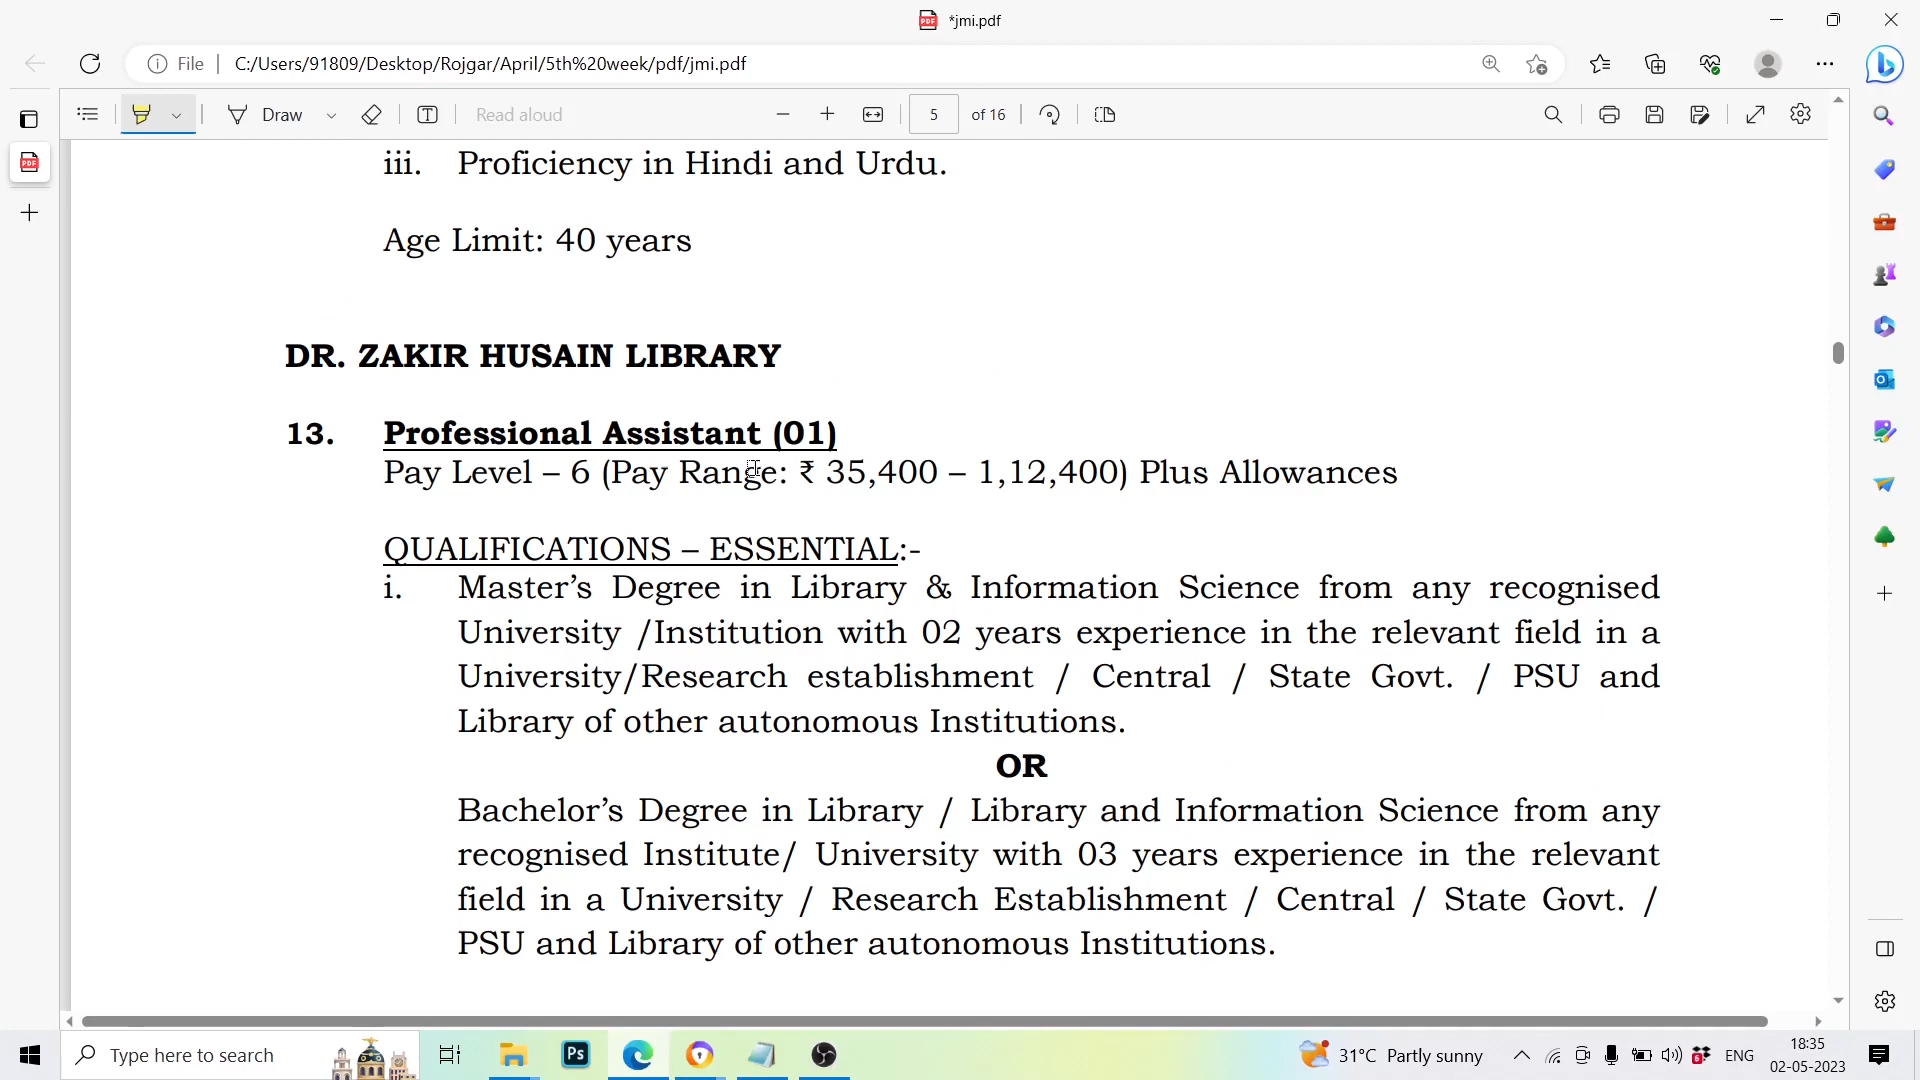 *jmi.pdf
File
C:/Users/91809/Desktop/Rojgar/April/5th%20week/pdf/jmi.pdf
Draw
Read aloud
5 of 16
iii. Proficiency in Hindi and Urdu.
Age Limit: 40 years
DR. ZAKIR HUSAIN LIBRARY
13. Professional Assistant (01)
Pay Level – 6 (Pay Range: ₹ 35,400 – 1,12,400) Plus Allowances
QUALIFICATIONS – ESSENTIAL:-
i. Master’s Degree in Library & Information Science from any recognised
University /Institution with 02 years experience in the relevant field in a
University/Research establishment / Central / State Govt. / PSU and
Library of other autonomous Institutions.
OR
Bachelor’s Degree in Library / Library and Information Science from any
recognised Institute/ University with 03 years experience in the relevant
field in a University / Research Establishment / Central / State Govt. /
PSU and Library of other autonomous Institutions.
Type here to search
Ps
31°C Partly sunny
ENG
18:35
02-05-2023